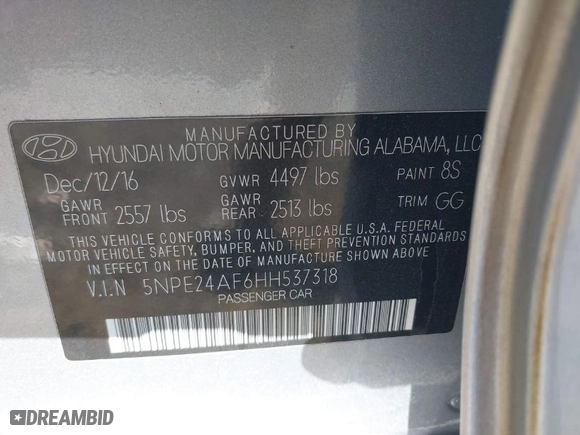 MANUFACTURED BY
HYUNDAI MOTOR MANUFACTURING ALABAMA, LLC
Dec/12/16 GVWR 4497 lbs PAINT 8S
GAWR FRONT 2557 lbs GAWR REAR 2513 lbs TRIM GG
THIS VEHICLE CONFORMS TO ALL APPLICABLE U.S.A. FEDERAL
MOTOR VEHICLE SAFETY, BUMPER, AND THEFT PREVENTION STANDARDS
IN EFFECT ON THE DATE OF MANUFACTURE SHOWN ABOVE.
V.I.N 5NPE24AF6HH537318
PASSENGER CAR
DREAMBID